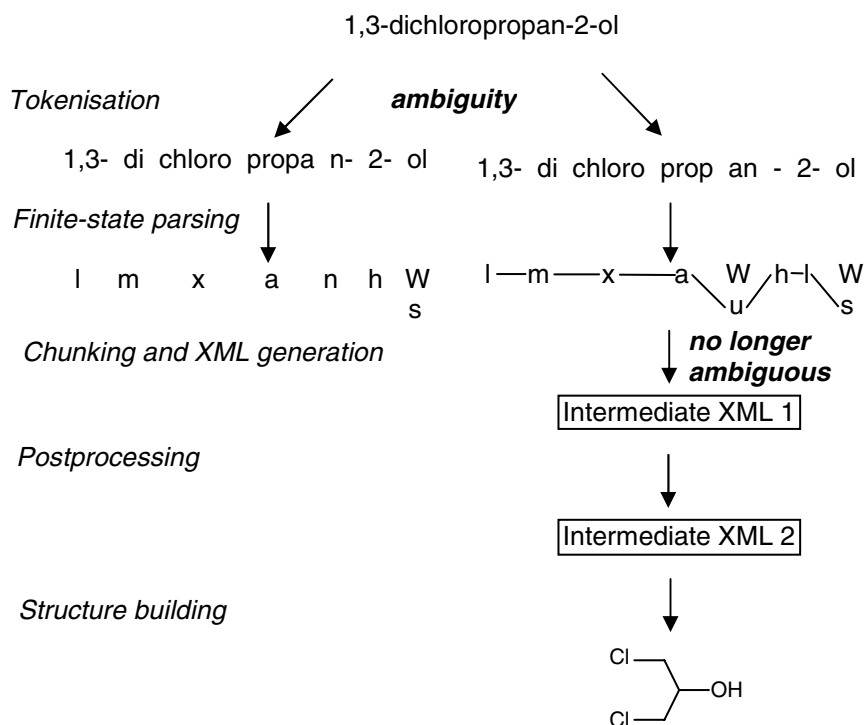 1,3-dichloropropan-2-ol
Tokenisation
ambiguity
1,3- di chloro propa n- 2- ol
1,3- di chloro prop an - 2- ol
Finite-state parsing
l m x a n h W
s
l m x a W h l W
u s
Chunking and XML generation
no longer
ambiguous
Intermediate XML 1
Postprocessing
Intermediate XML 2
Structure building
Cl
OH
Cl